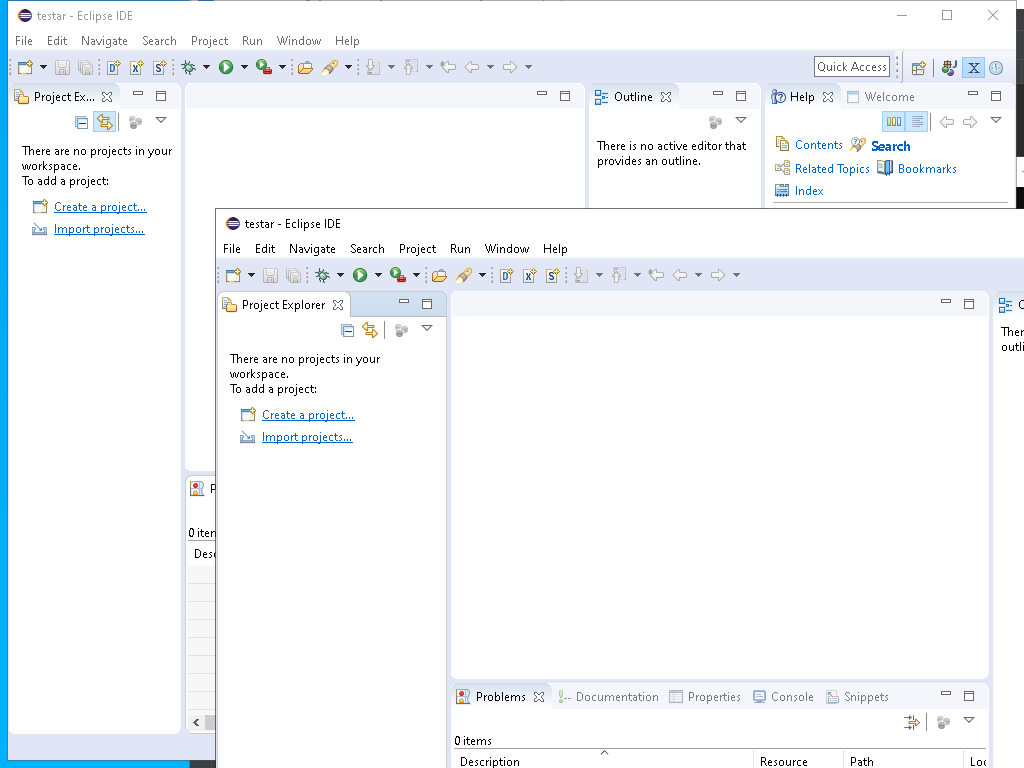 testar - Eclipse IDE
File Edit Navigate Search Project Run Window Help
Quick Access
Project Ex...
Outline
Help
Welcome
There are no projects in your
workspace.
To add a project:
Create a project...
Import projects...
There is no active editor that
provides an outline.
Contents
Search
Related Topics
Bookmarks
Index
0 item
Desc
testar - Eclipse IDE
File Edit Navigate Search Project Run Window Help
Project Explorer
There are no projects in your
workspace.
To add a project:
Create a project...
Import projects...
Ther
outli
Problems
Documentation
Properties
Console
Snippets
0 items
Description Resource Path Loc